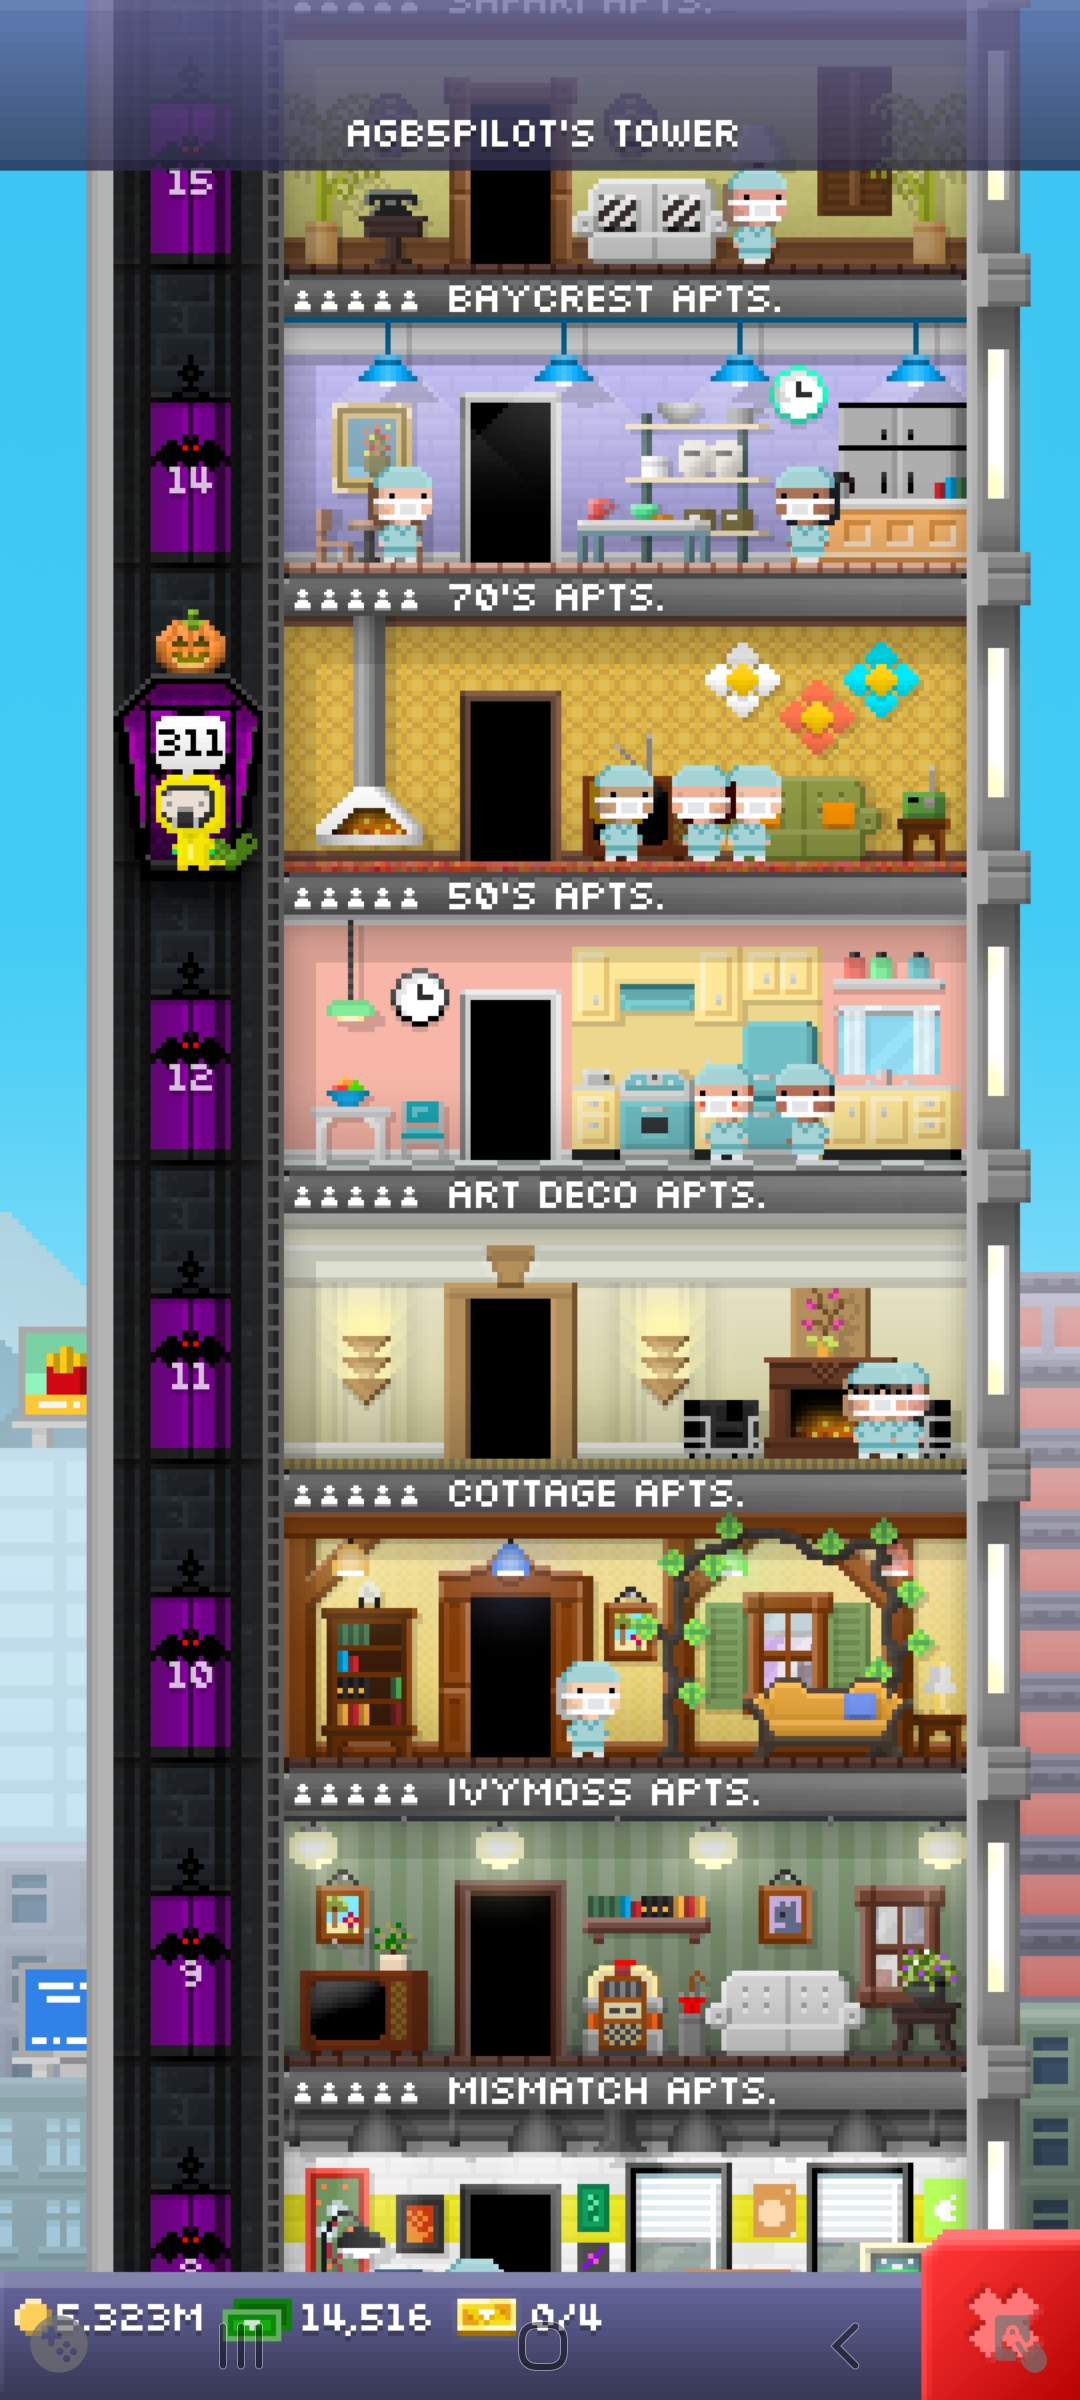 SAFARI APTS.
AGB5PILOT'S TOWER
15
BAYCREST APTS.
14
70'S APTS.
311
50'S APTS.
12
ART DECO APTS.
11
COTTAGE APTS.
10
IVYMOSS APTS.
9
MISMATCH APTS.
5.323M 14,516 0/4